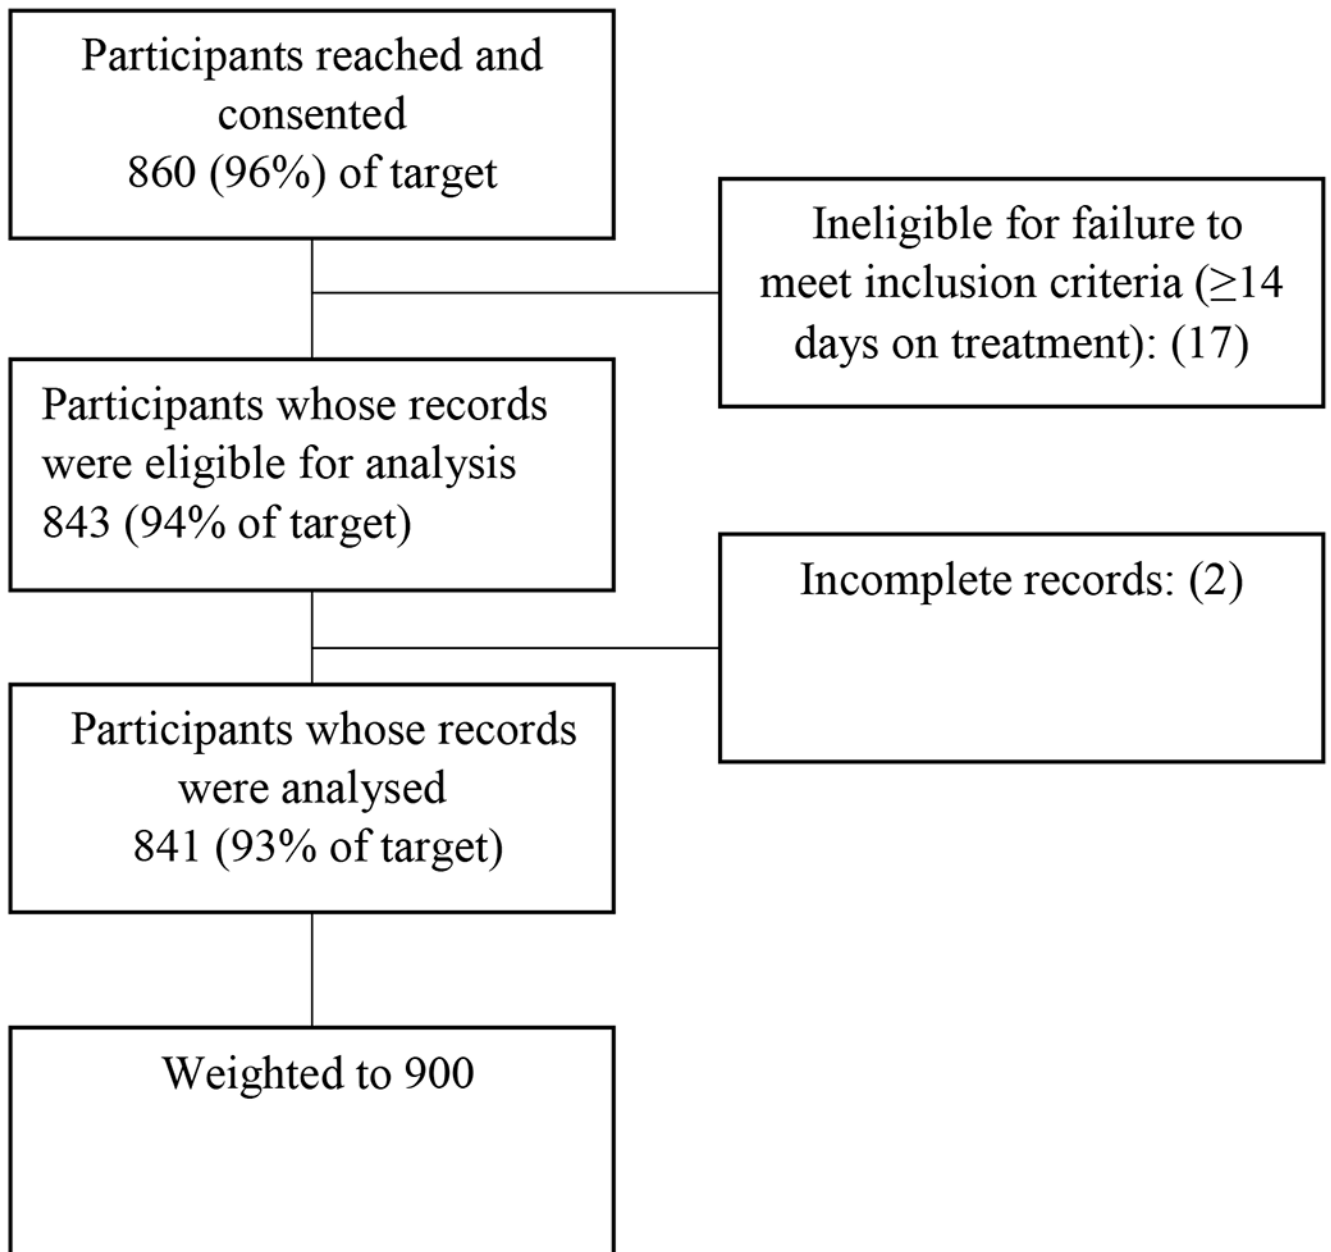 Participants reached and
consented
860 (96%) of target
Ineligible for failure to
meet inclusion criteria (≥14
days on treatment): (17)
Participants whose records
were eligible for analysis
843 (94% of target)
Incomplete records: (2)
Participants whose records
were analysed
841 (93% of target)
Weighted to 900